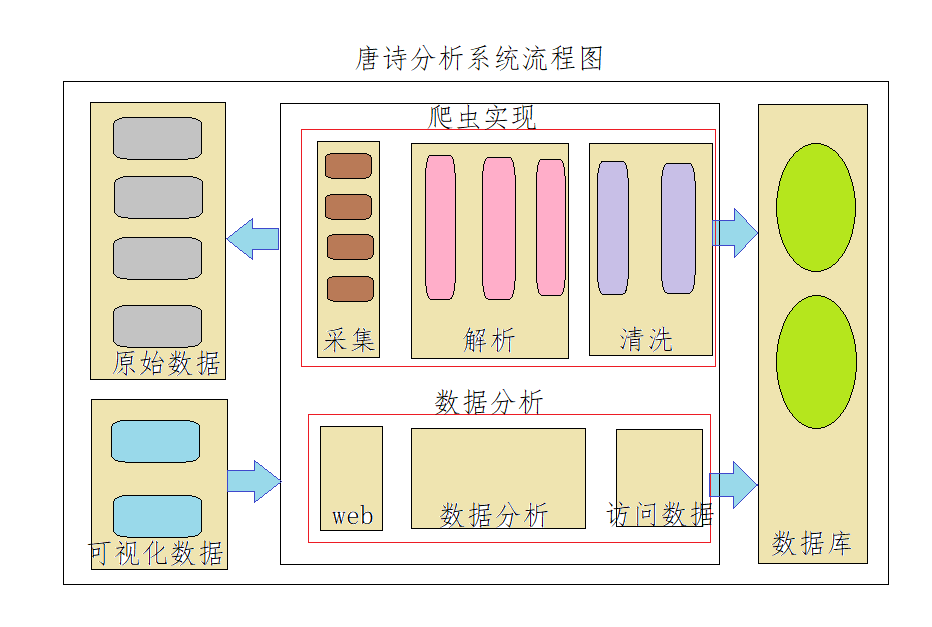 唐诗分析系统流程图
爬虫实现
采集
解析
清洗
原始数据
数据分析
web
数据分析
访问数据
可视化数据
数据库